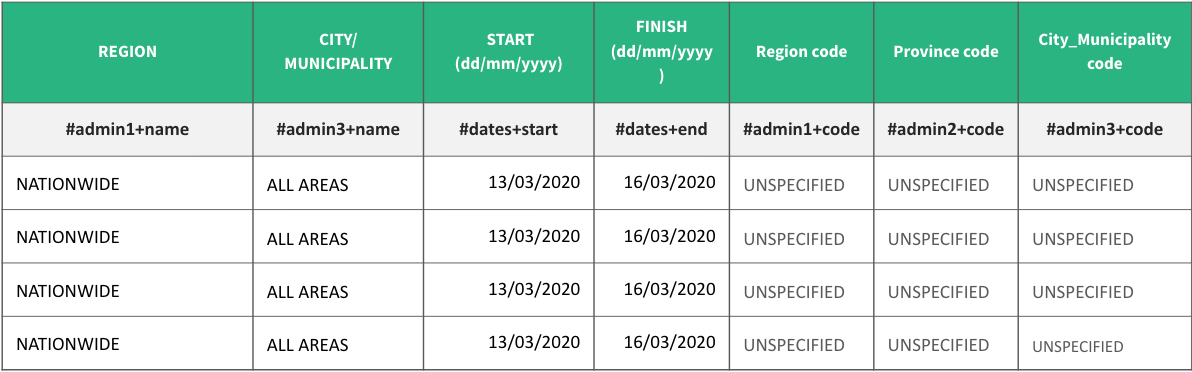 REGION
CITY/
MUNICIPALITY
START
(dd/mm/yyyy)
FINISH
(dd/mm/yyyy
)
Region code
Province code
City_Municipality
code
#admin1+name #admin3+name #dates+start #dates+end #admin1+code #admin2+code #admin3+code
NATIONWIDE ALL AREAS 13/03/2020 16/03/2020 UNSPECIFIED UNSPECIFIED UNSPECIFIED
NATIONWIDE ALL AREAS 13/03/2020 16/03/2020 UNSPECIFIED UNSPECIFIED UNSPECIFIED
NATIONWIDE ALL AREAS 13/03/2020 16/03/2020 UNSPECIFIED UNSPECIFIED UNSPECIFIED
NATIONWIDE ALL AREAS 13/03/2020 16/03/2020 UNSPECIFIED UNSPECIFIED UNSPECIFIED